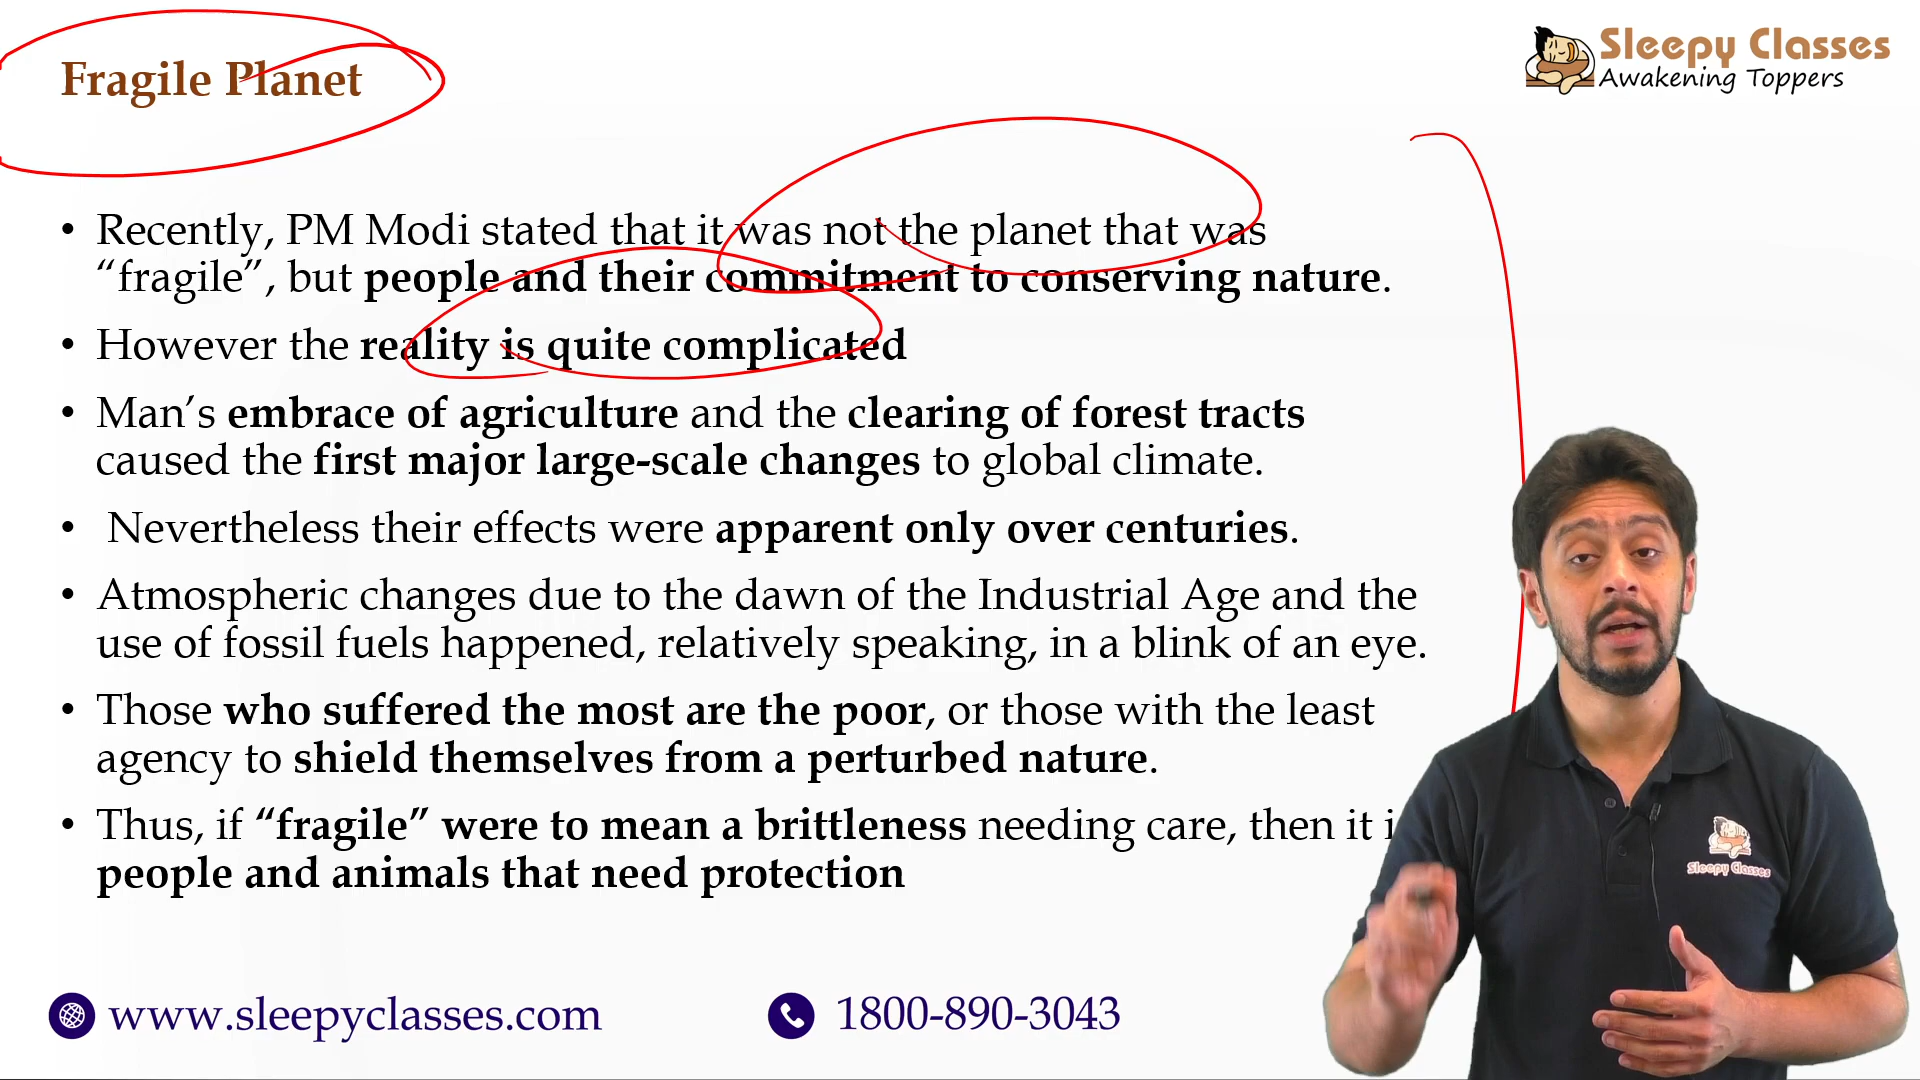 Fragile Planet
Sleepy Classes
Awakening Toppers
• Recently, PM Modi stated that it was not the planet that was
“fragile”, but people and their commitment to conserving nature.
• However the reality is quite complicated
• Man’s embrace of agriculture and the clearing of forest tracts
caused the first major large-scale changes to global climate.
• Nevertheless their effects were apparent only over centuries.
• Atmospheric changes due to the dawn of the Industrial Age and the
use of fossil fuels happened, relatively speaking, in a blink of an eye.
• Those who suffered the most are the poor, or those with the least
agency to shield themselves from a perturbed nature.
• Thus, if “fragile” were to mean a brittleness needing care, then it i
people and animals that need protection
Sleepy Classes
www.sleepyclasses.com
1800-890-3043